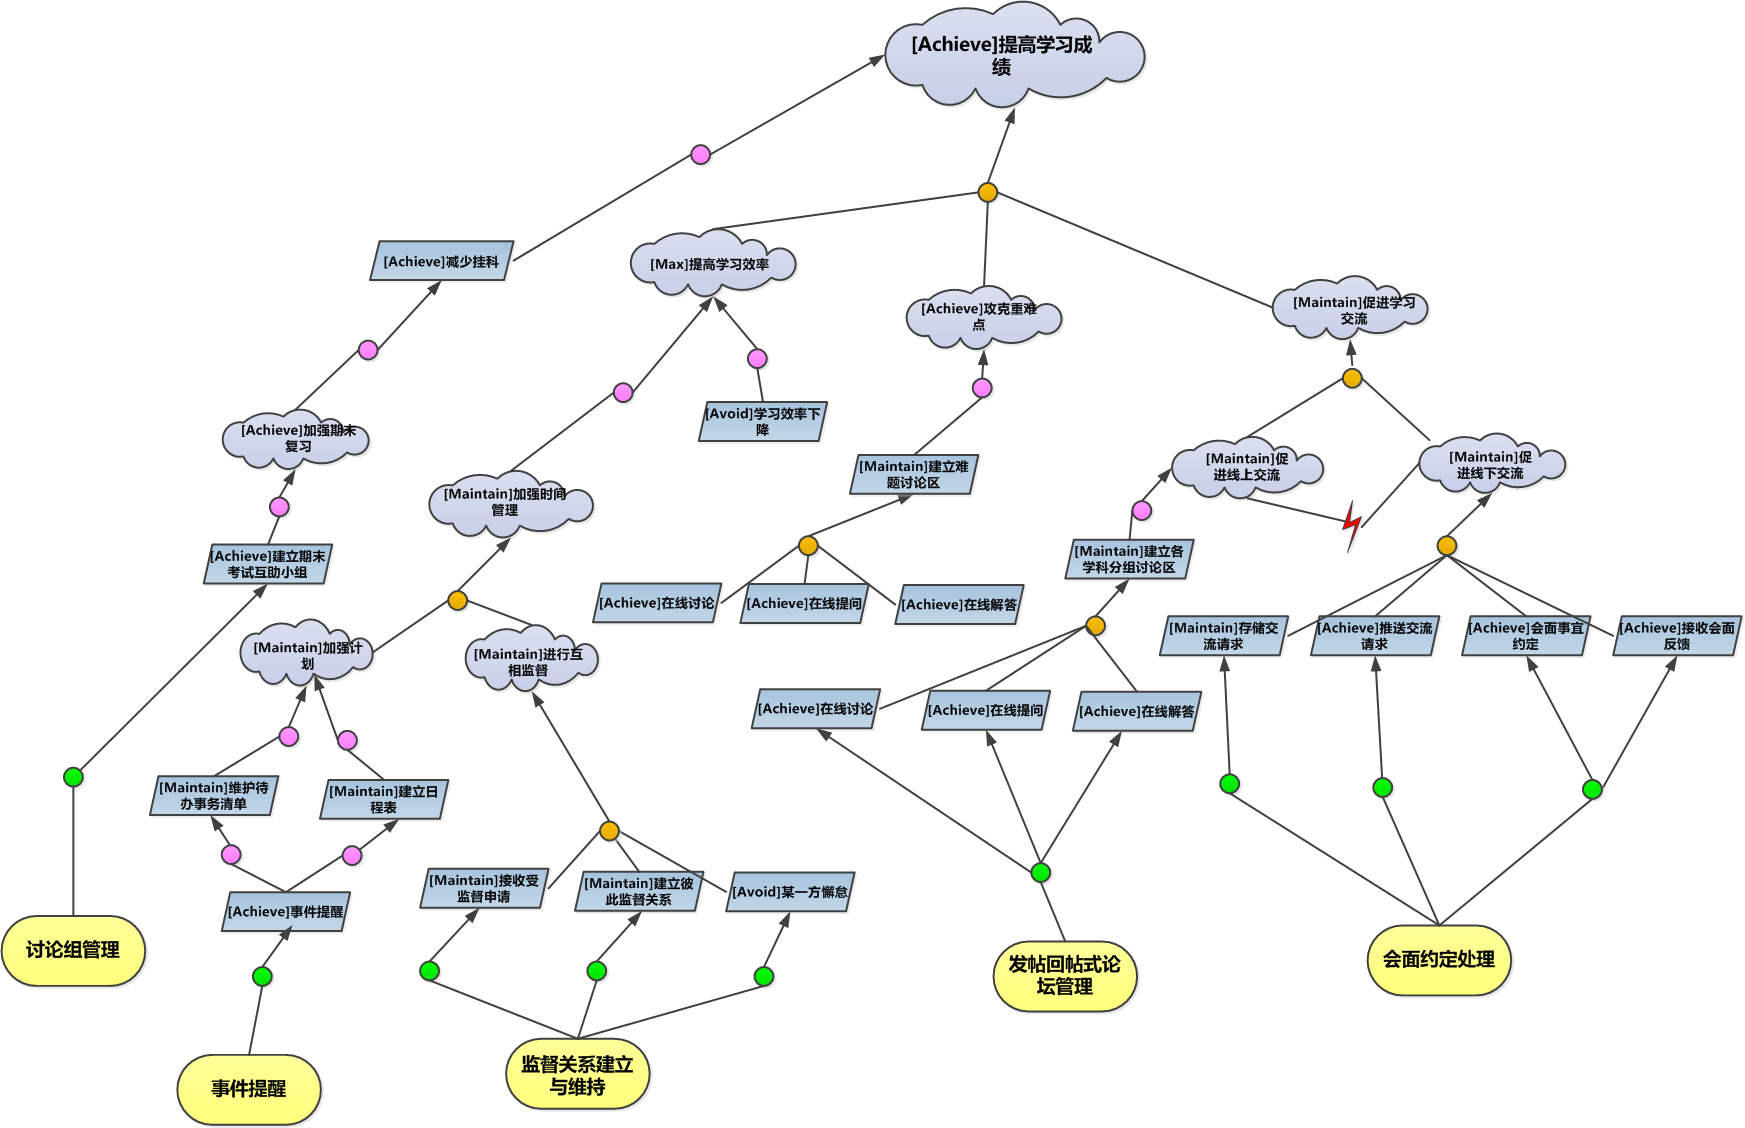 [Achieve]提高学习成
绩
[Achieve]减少挂科
[Max]提高学习效率
[Achieve]攻克重难
点
[Maintain]促进学习
交流
[Achieve]加强期末
复习
[Avoid]学习效率下
降
[Maintain]建立难
题讨论区
[Maintain]促
进线上交流
[Maintain]促
进线下交流
[Maintain]加强时间
管理
[Achieve]建立期末
考试互助小组
[Maintain]建立各
学科分组讨论区
[Achieve]在线讨论
[Achieve]在线提问
[Achieve]在线解答
[Maintain]加强计
划
[Maintain]进行互
相监督
[Maintain]存储交
流请求
[Achieve]推送交流
请求
[Achieve]会面事宜
约定
[Achieve]接收会面
反馈
[Achieve]在线讨论
[Achieve]在线提问
[Achieve]在线解答
[Maintain]维护待
办事务清单
[Maintain]建立日
程表
[Maintain]接收受
监督申请
[Maintain]建立彼
此监督关系
[Avoid]某一方懈怠
[Achieve]事件提醒
讨论组管理
发帖回帖式论
坛管理
会面约定处理
事件提醒
监督关系建立
与维持